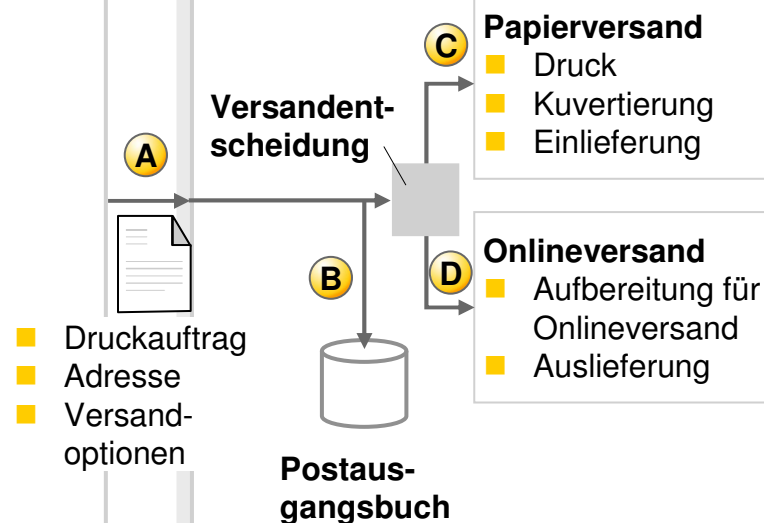 A
Druckauftrag
Adresse
Versand-
optionen
Versandent-
scheidung
B
Postaus-
gangsbuch
C
Papierversand
Druck
Kuvertierung
Einlieferung
D
Onlineversand
Aufbereitung für
Onlineversand
Auslieferung